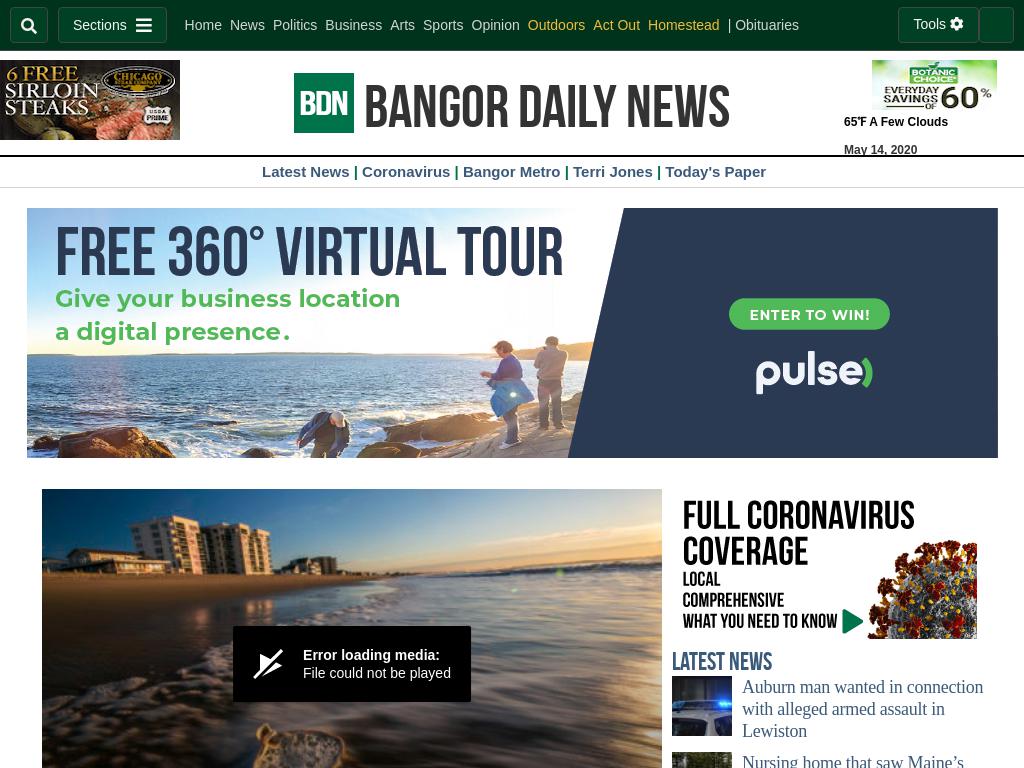 Sections
Home News Politics Business Arts Sports Opinion Outdoors Act Out Homestead | Obituaries
Tools
6 FREE
SIRLOIN
STEAKS
CHICAGO
STEAK COMPANY
USDA
PRIME
BDN BANGOR DAILY NEWS
BOTANIC
CHOICE
EVERYDAY
SAVINGS
OF 60%
65℉ A Few Clouds
May 14, 2020
Latest News | Coronavirus | Bangor Metro | Terri Jones | Today's Paper
FREE 360° VIRTUAL TOUR
Give your business location
a digital presence.
ENTER TO WIN!
pulse
Error loading media:
File could not be played
FULL CORONAVIRUS
COVERAGE
LOCAL
COMPREHENSIVE
WHAT YOU NEED TO KNOW
LATEST NEWS
Auburn man wanted in connection
with alleged armed assault in
Lewiston
Nursing home that saw Maine’s